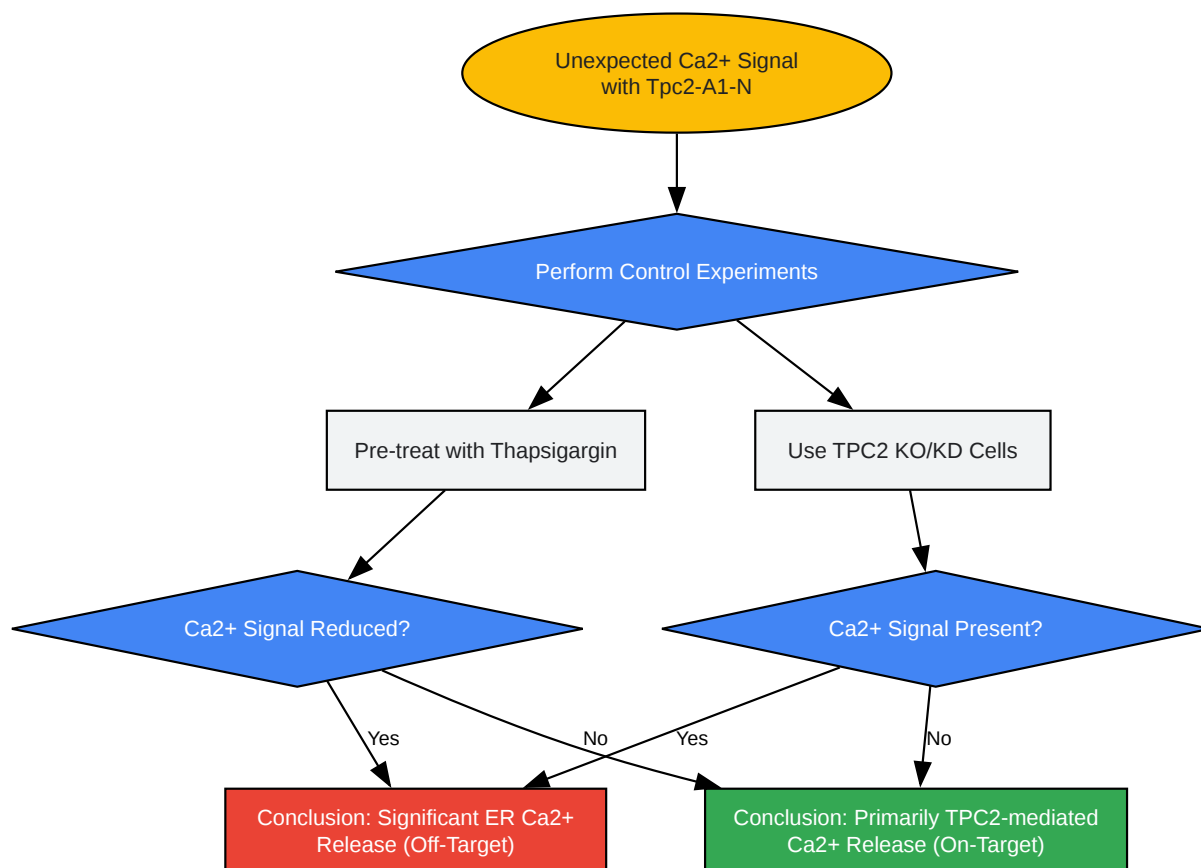 Unexpected Ca2+ Signal
with Tpc2-A1-N
Perform Control Experiments
Pre-treat with Thapsigargin
Use TPC2 KO/KD Cells
Ca2+ Signal Reduced?
Ca2+ Signal Present?
Yes
No
Yes
No
Conclusion: Significant ER Ca2+
Release (Off-Target)
Conclusion: Primarily TPC2-mediated
Ca2+ Release (On-Target)